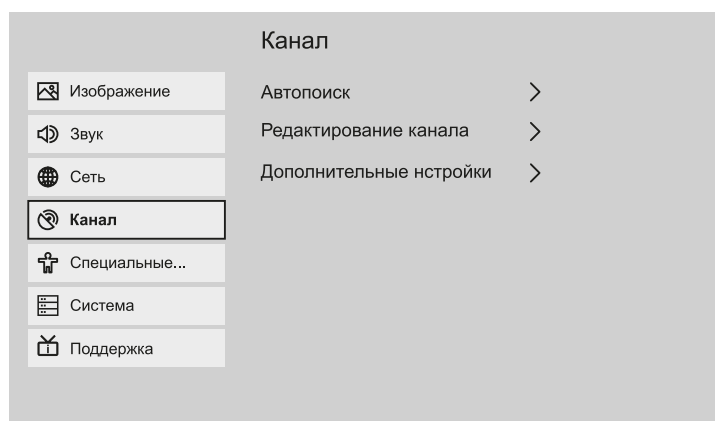 Канал
Изображение
Автопоиск
Звук
Редактирование канала
Сеть
Дополнительные нстройки
Канал
Специальные...
Система
Поддержка